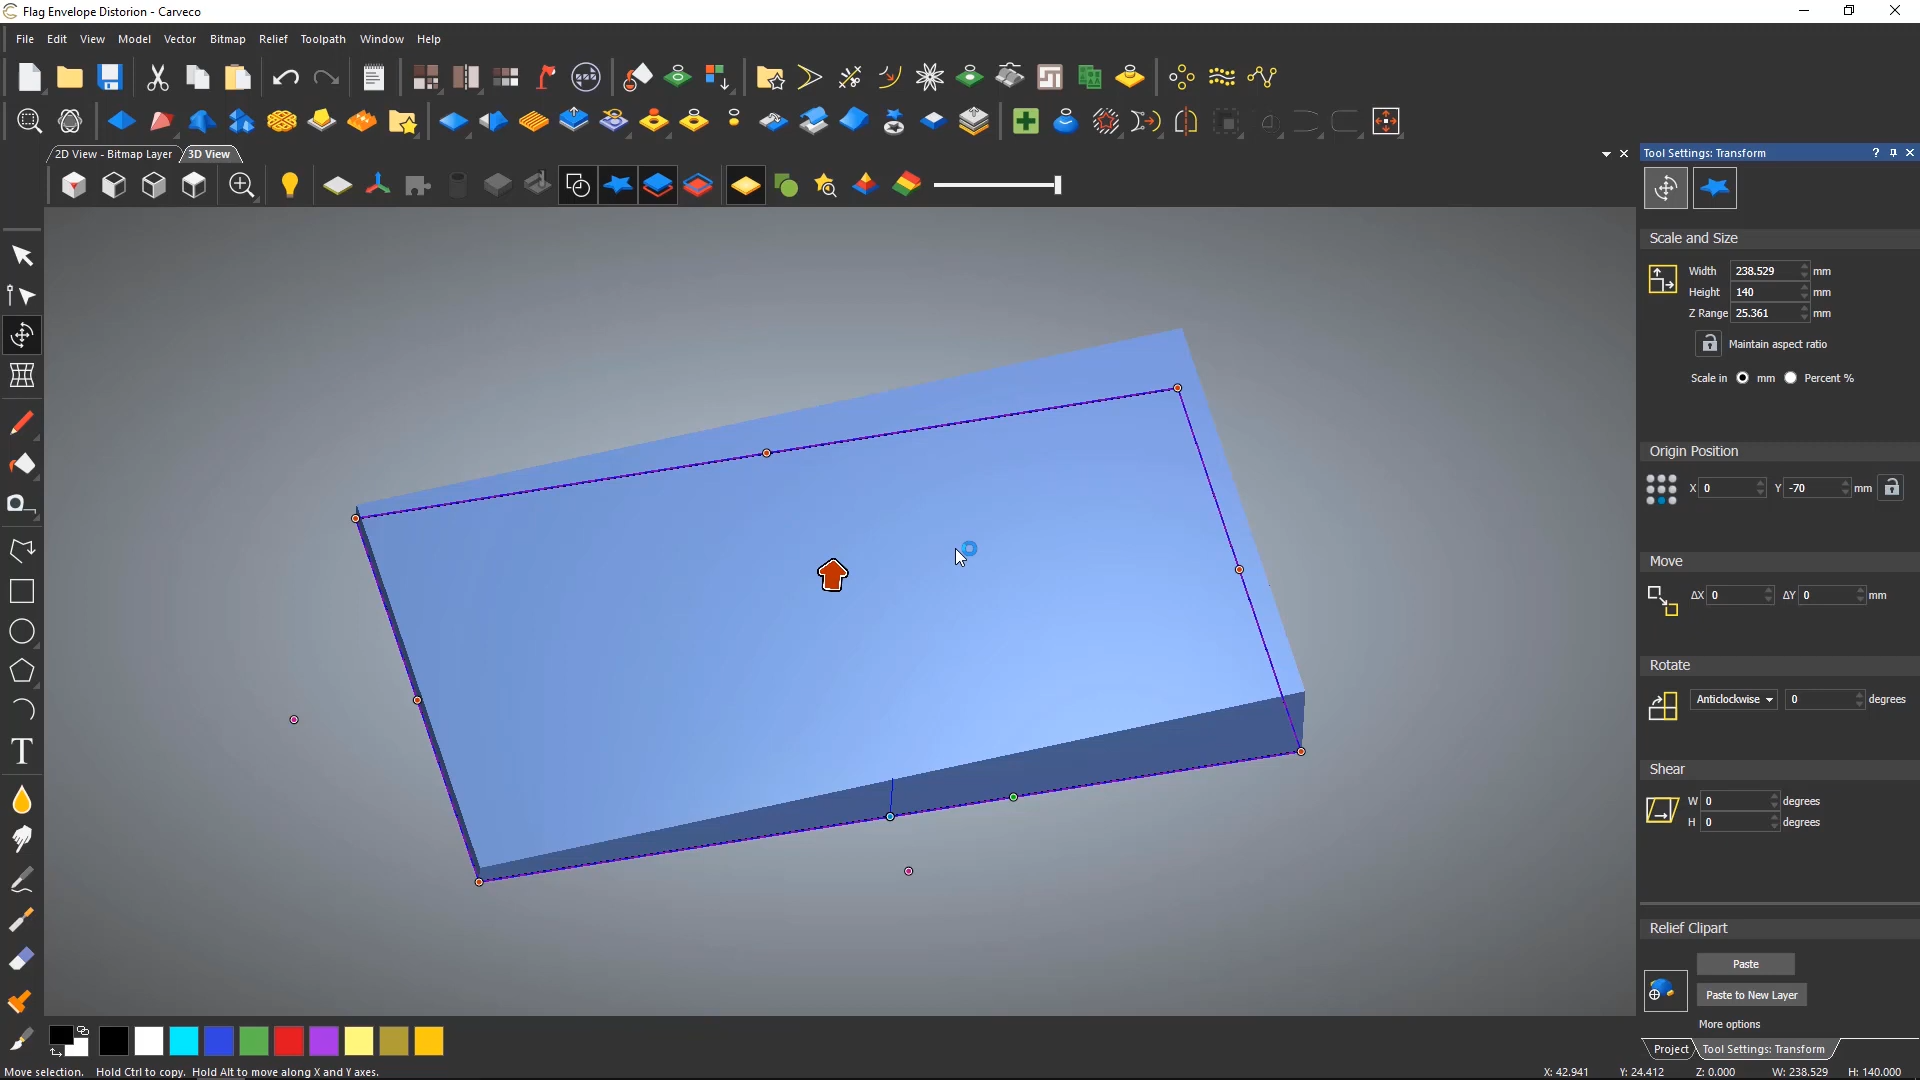 Flag Envelope Distorion - Carveco
File Edit View Model Vector Bitmap Relief Toolpath Window Help
2D View - Bitmap Layer 3D View
Tool Settings: Transform
Scale and Size
Width 238.529 mm
Height 140 mm
Z Range 25.361 mm
Maintain aspect ratio
Scale in mm Percent %
Origin Position
X 0 Y -70 mm
Move
ΔX 0 ΔY 0 mm
Rotate
Anticlockwise 0 degrees
Shear
W 0 degrees
H 0 degrees
Relief Clipart
Paste
Paste to New Layer
More options
Project Tool Settings: Transform
Move selection. Hold Ctrl to copy. Hold Alt to move along X and Y axes. X: 42.941 Y: 24.412 Z: 0.000 W: 238.529 H: 140.000